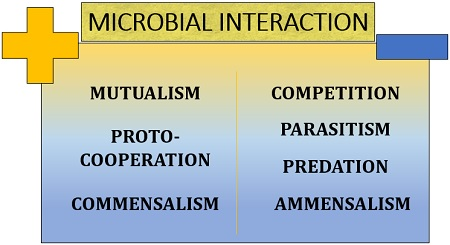 MICROBIAL INTERACTION
MUTUALISM
PROTO-
COOPERATION
COMMENSALISM
COMPETITION
PARASITISM
PREDATION
AMMENSALISM